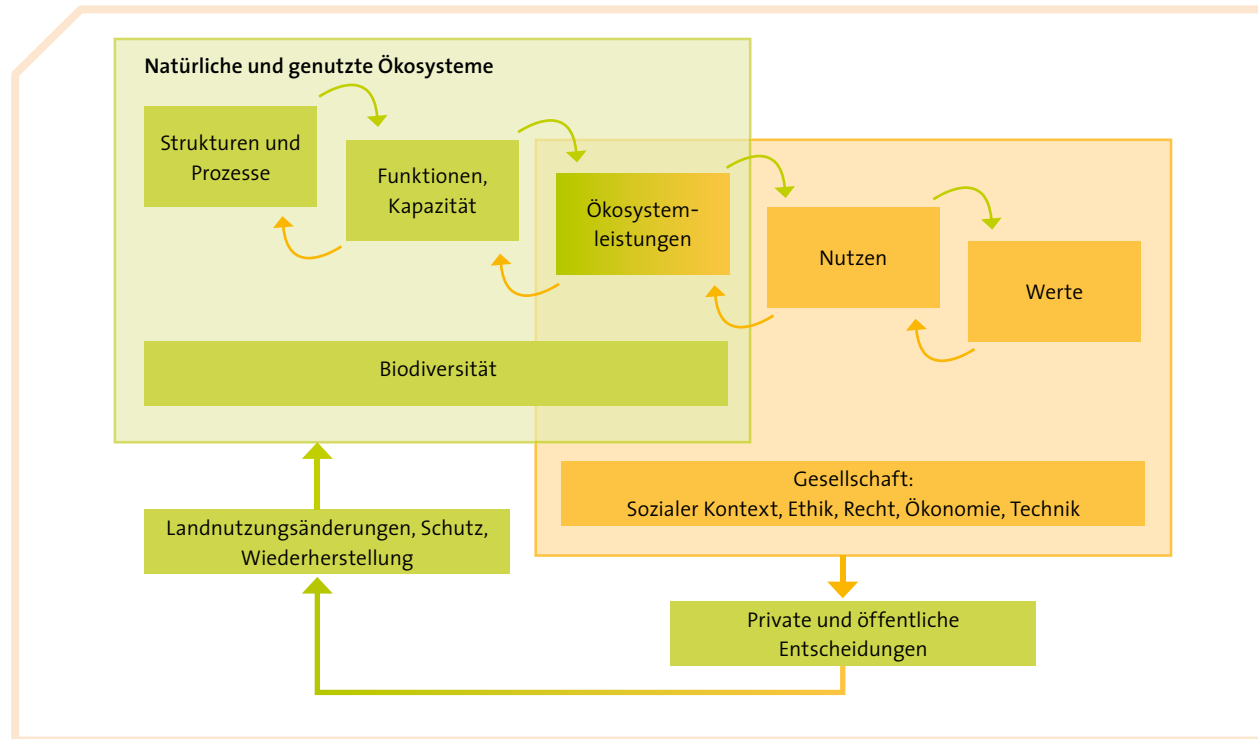 Natürliche und genutzte Ökosysteme
Strukturen und
Prozesse
Funktionen,
Kapazität
Ökosystem-
leistungen
Nutzen
Werte
Biodiversität
Gesellschaft:
Sozialer Kontext, Ethik, Recht, Ökonomie, Technik
Landnutzungsänderungen, Schutz,
Wiederherstellung
Private und öffentliche
Entscheidungen